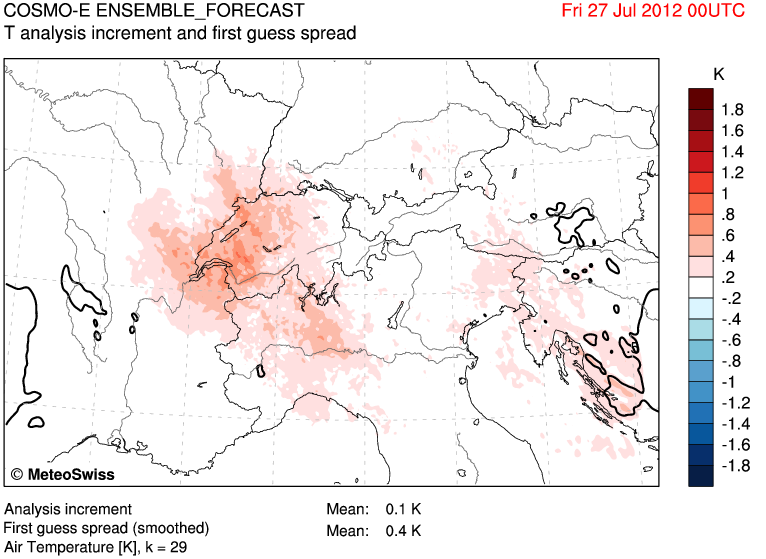 COSMO-E ENSEMBLE_FORECAST
Fri 27 Jul 2012 00UTC
T analysis increment and first guess spread
K
1.8
1.6
1.4
1.2
1
.8
.6
.4
.2
-.2
-.4
-.6
-.8
-1
-1.2
-1.4
-1.6
-1.8
© MeteoSwiss
Analysis increment Mean: 0.1 K
First guess spread (smoothed) Mean: 0.4 K
Air Temperature [K], k = 29